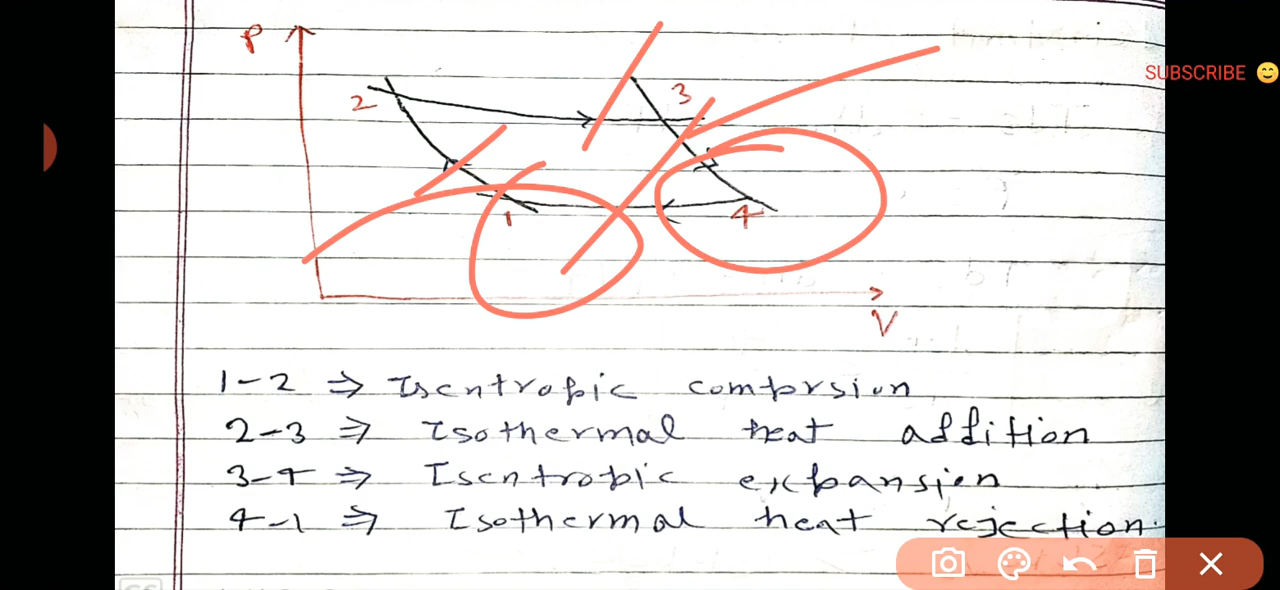 P
SUBSCRIBE 😊
2
3
1
4
V
1-2 ⇒ Isentropic comprsion
2-3 ⇒ Isothermal heat addition
3-4 ⇒ Isentropic expansion
4-1 ⇒ Isothermal heat rejection.